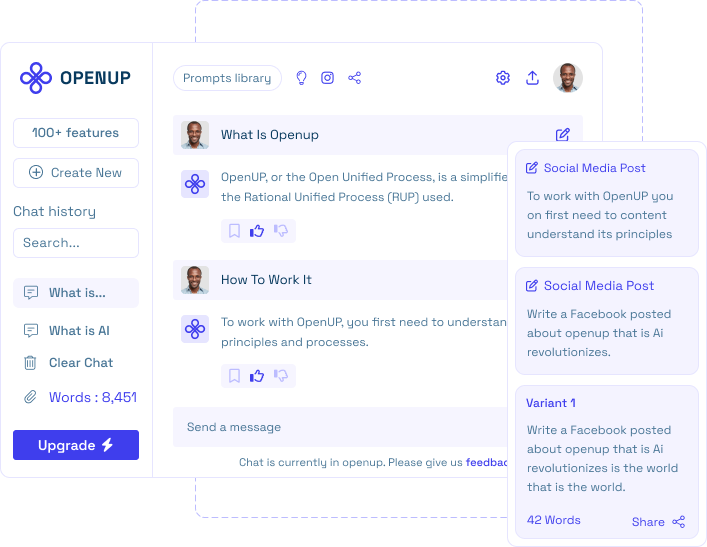 OPENUP
100+ features
Create New
Chat history
Search...
What is...
What is AI
Clear Chat
Words : 8,451
Upgrade
Prompts library
What Is Openup
OpenUP, or the Open Unified Process, is a simplifie
the Rational Unified Process (RUP) used.
How To Work It
To work with OpenUP, you first need to understan
principles and processes.
Send a message
Chat is currently in openup. Please give us feedbac
Social Media Post
To work with OpenUP you
on first need to content
understand its principles
Social Media Post
Write a Facebook posted
about openup that is Ai
revolutionizes.
Variant 1
Write a Facebook posted
about openup that is Ai
revolutionizes is the world
that is the world.
42 Words
Share